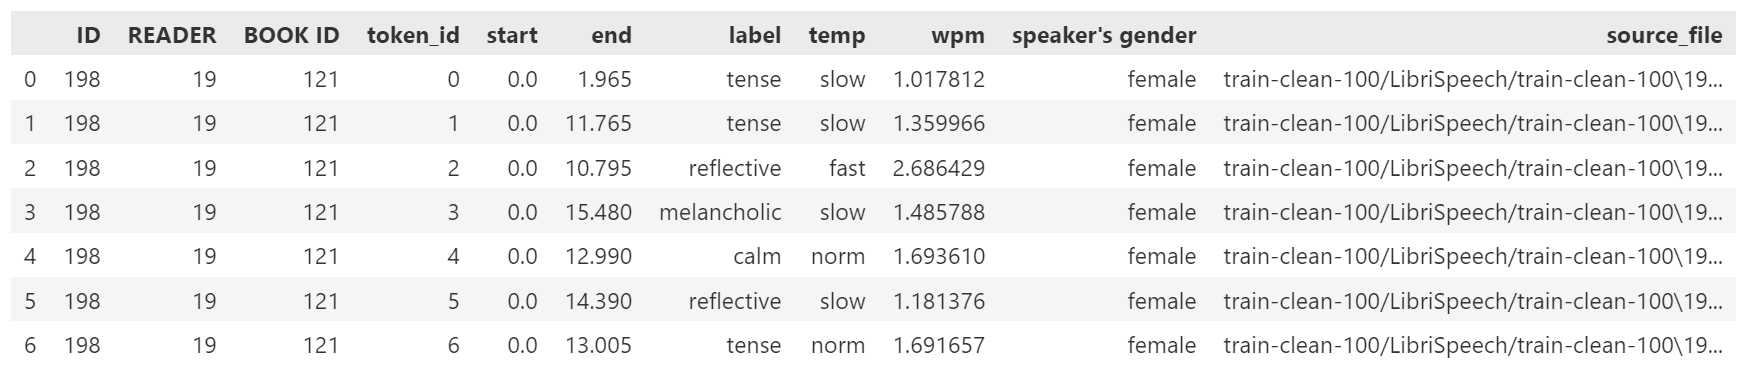 ID READER BOOK ID token_id start end label temp wpm speaker's gender source_file
0 198 19 121 0 0.0 1.965 tense slow 1.017812 female train-clean-100/LibriSpeech/train-clean-100\19...
1 198 19 121 1 0.0 11.765 tense slow 1.359966 female train-clean-100/LibriSpeech/train-clean-100\19...
2 198 19 121 2 0.0 10.795 reflective fast 2.686429 female train-clean-100/LibriSpeech/train-clean-100\19...
3 198 19 121 3 0.0 15.480 melancholic slow 1.485788 female train-clean-100/LibriSpeech/train-clean-100\19...
4 198 19 121 4 0.0 12.990 calm norm 1.693610 female train-clean-100/LibriSpeech/train-clean-100\19...
5 198 19 121 5 0.0 14.390 reflective slow 1.181376 female train-clean-100/LibriSpeech/train-clean-100\19...
6 198 19 121 6 0.0 13.005 tense norm 1.691657 female train-clean-100/LibriSpeech/train-clean-100\19...